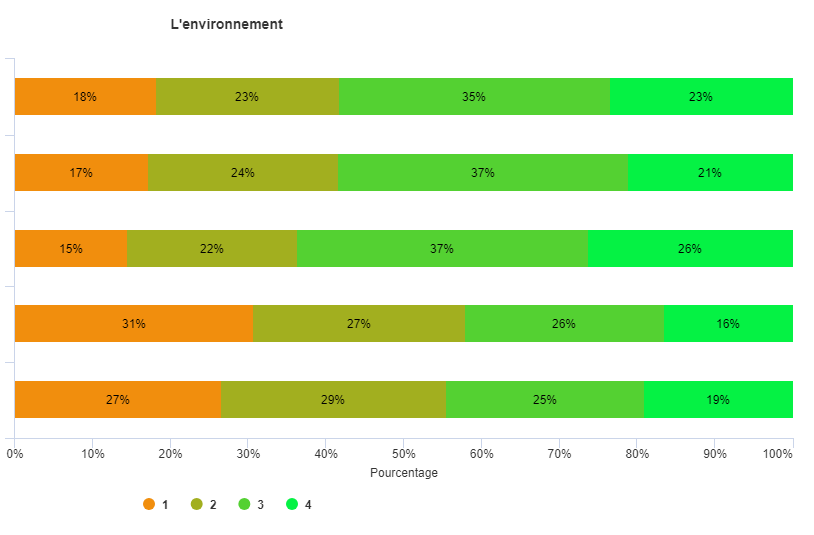 L'environnement
18% 23% 35% 23%
17% 24% 37% 21%
15% 22% 37% 26%
31% 27% 26% 16%
27% 29% 25% 19%
0% 10% 20% 30% 40% 50% 60% 70% 80% 90% 100%
Pourcentage
1 2 3 4